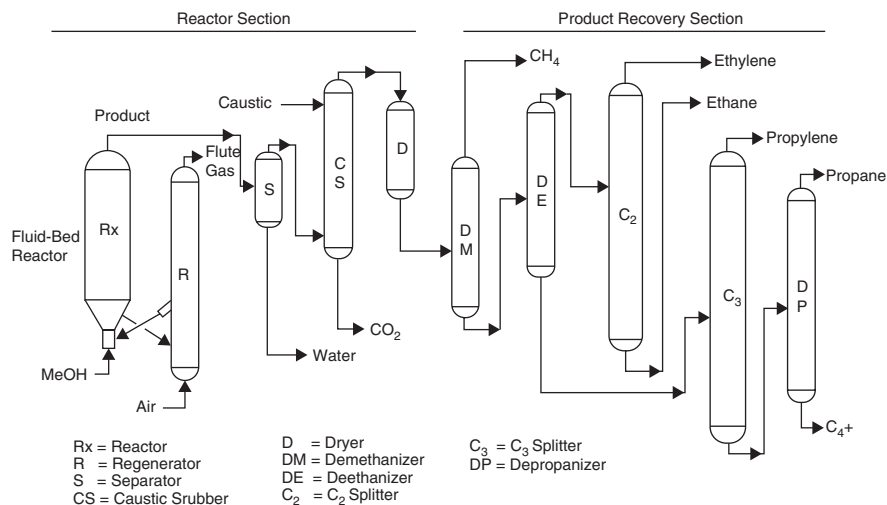 Reactor Section
Product Recovery Section
CH4
Ethylene
Ethane
Caustic
Product
Flute
Gas
Propylene
Propane
D
C
S
S
D
E
C2
D
M
Rx
Fluid-Bed
Reactor
R
C3
D
P
CO2
Water
MeOH
Air
C4+
Rx = Reactor
R = Regenerator
S = Separator
CS = Caustic Srubber
D = Dryer
DM = Demethanizer
DE = Deethanizer
C2 = C2 Splitter
C3 = C3 Splitter
DP = Depropanizer